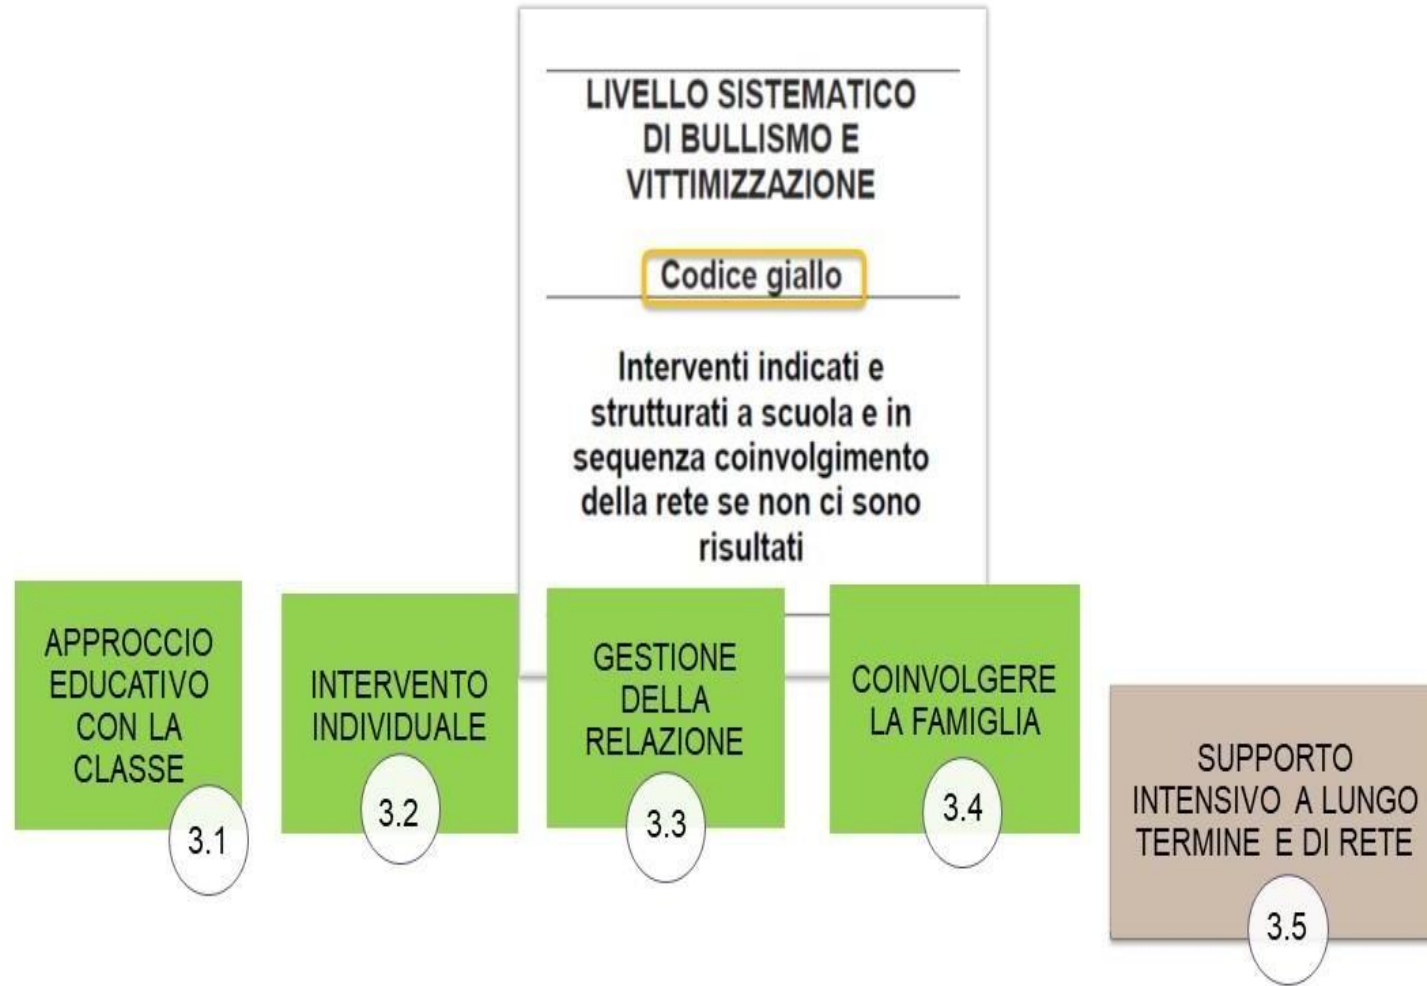 LIVELLO SISTEMATICO
DI BULLISMO E
VITTIMIZZAZIONE
Codice giallo
Interventi indicati e
strutturati a scuola e in
sequenza coinvolgimento
della rete se non ci sono
risultati
APPROCCIO
EDUCATIVO
CON LA
CLASSE
3.1
INTERVENTO
INDIVIDUALE
3.2
GESTIONE
DELLA
RELAZIONE
3.3
COINVOLGERE
LA FAMIGLIA
3.4
SUPPORTO
INTENSIVO A LUNGO
TERMINE E DI RETE
3.5